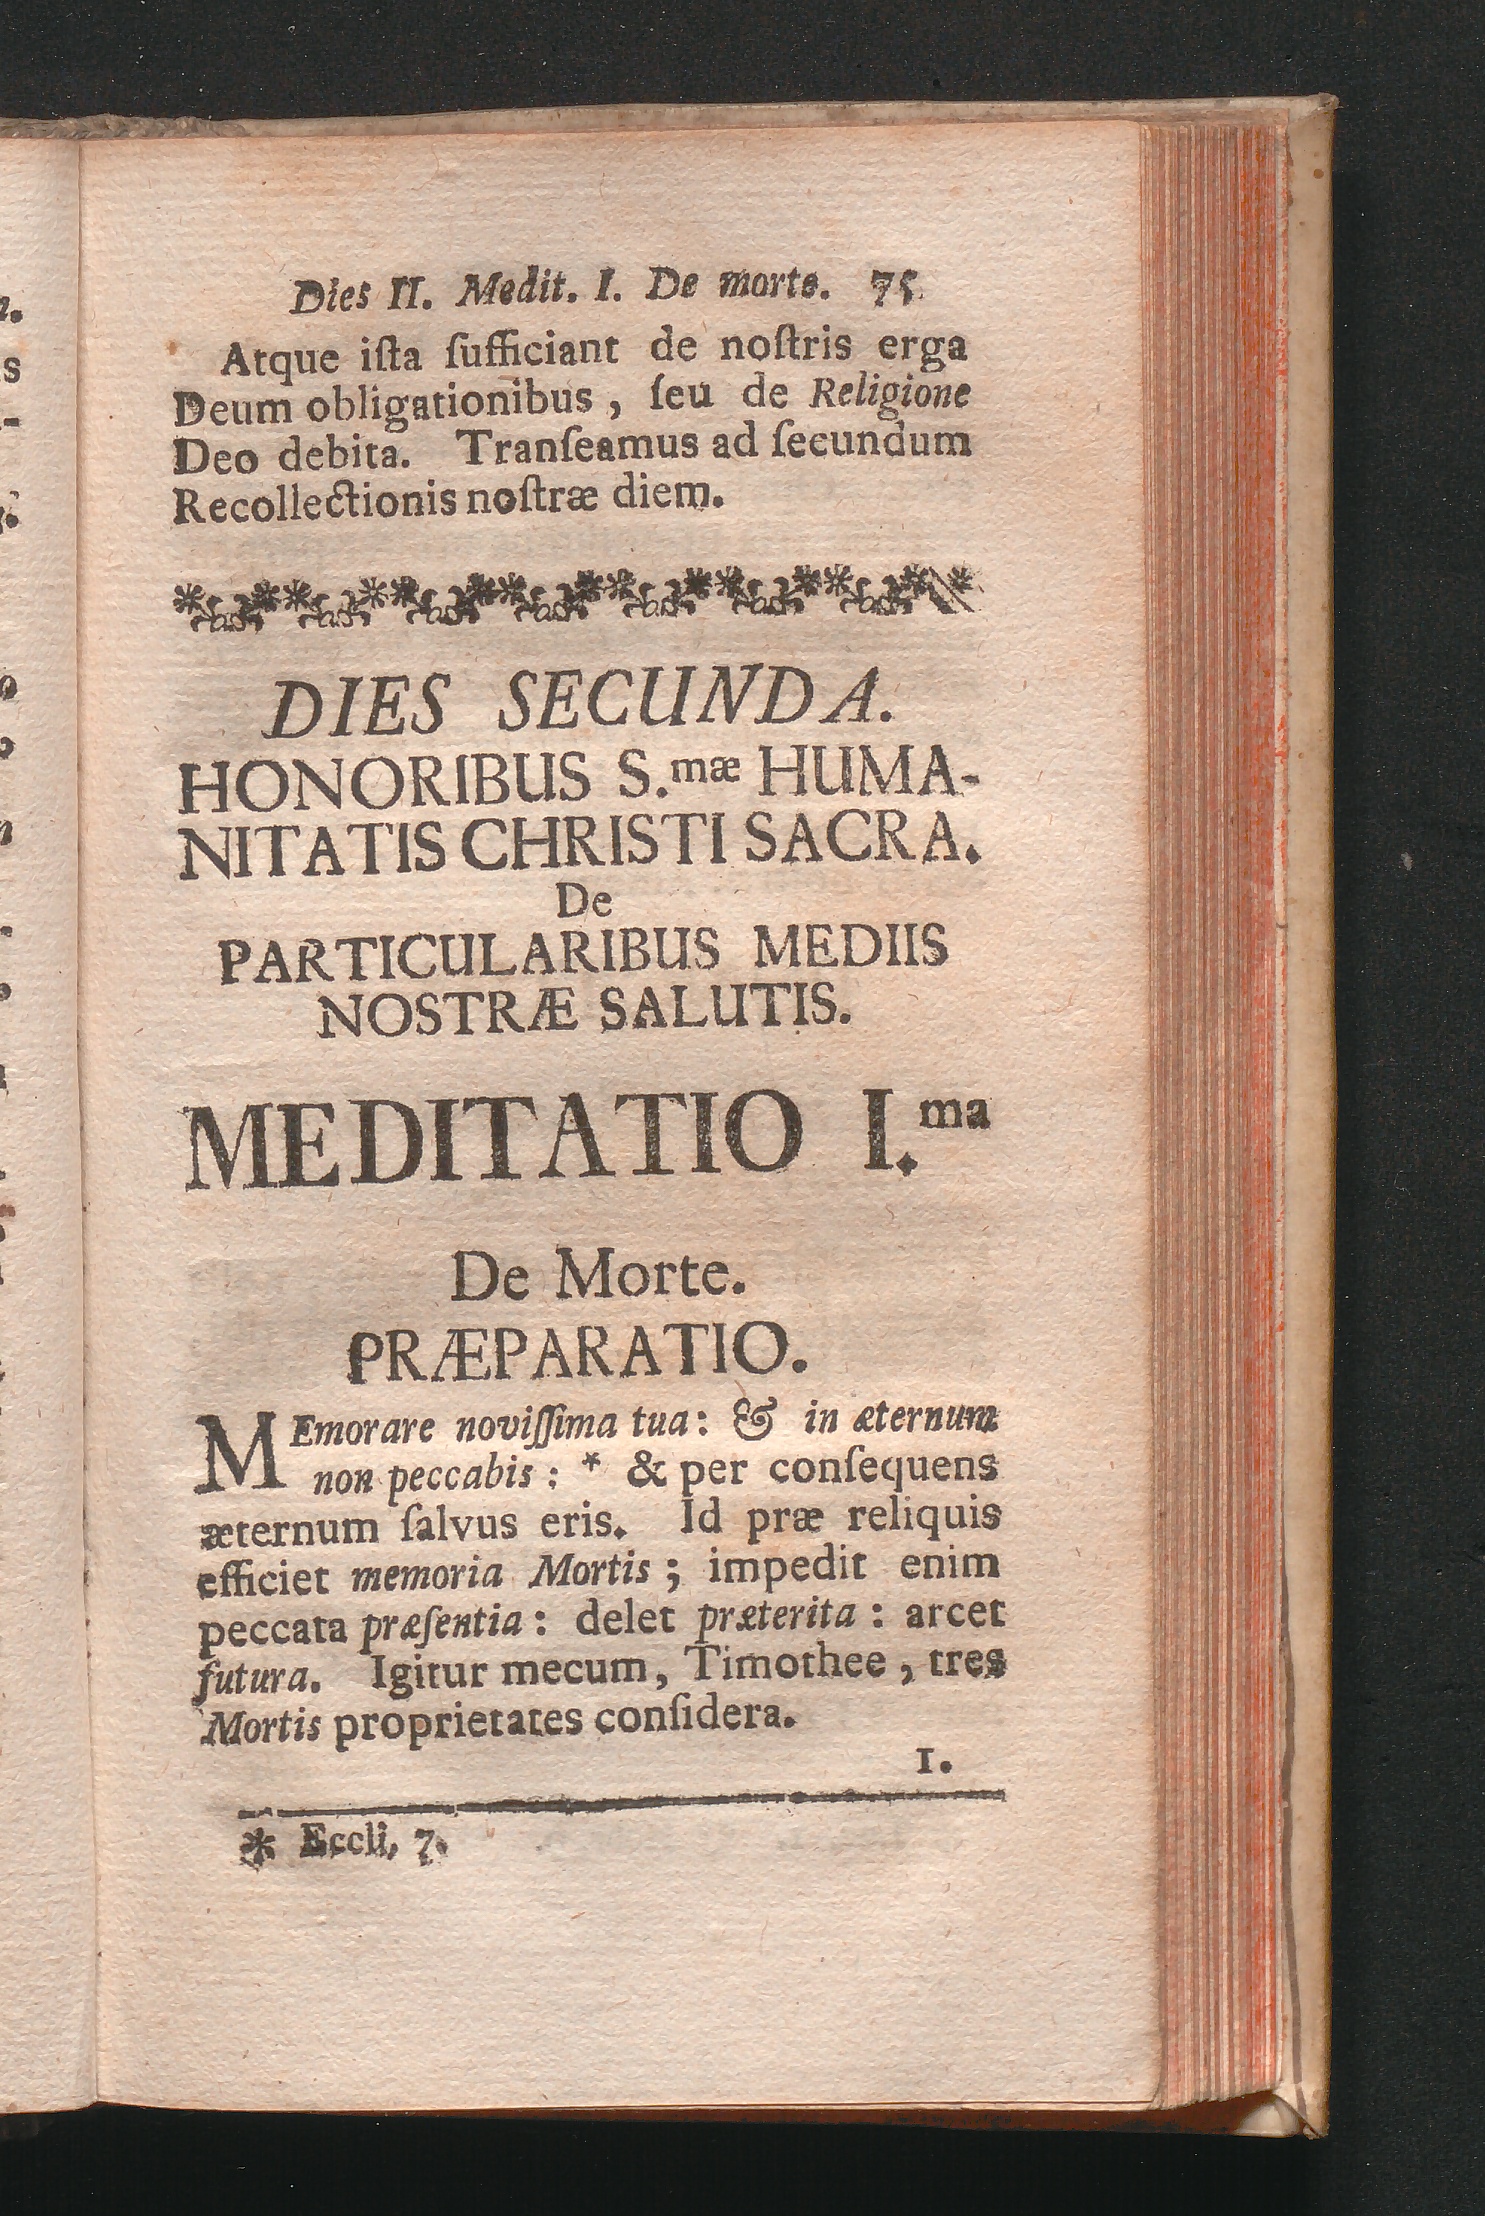 Dies II. Medit. I. De morte. 75
Atque iſta ſufficiant de noſtris erga
Deum obligationibus, ſeu de Religione
Deo debita. Tranſeamus ad ſecundum
Recollectionis noſtræ diem.
DIES SECUNDA.
HONORIBUS S.mæ HUMA-
NITATIS CHRISTI SACRA.
De
PARTICULARIBUS MEDIIS
NOSTRÆ SALUTIS.
MEDITATIO I.ma
De Morte.
PRÆPARATIO.
MEmorare noviſſima tua: & in æternum
non peccabis: * & per conſequens
æternum ſalvus eris. Id præ reliquis
efficiet memoria Mortis; impedit enim
peccata præſentia: delet præterita: arcet
futura. Igitur mecum, Timothee, tres
Mortis proprietates conſidera.
1.
* Eccli, 7.